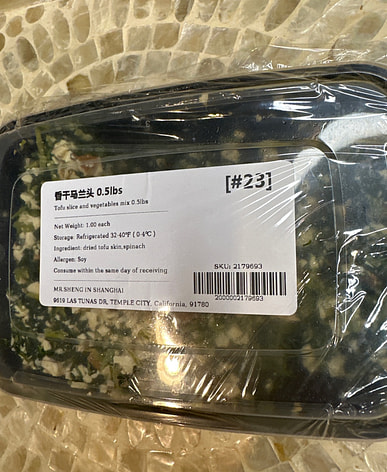 香干马兰头 0.5lbs
[#23]
Tofu slice and vegetables mix 0.5lbs
Net Weight: 1.00 each
Storage: Refrigerated 32-40℉ ( 0-4℃ )
Ingredient: dried tofu skin,spinach
Allergen: Soy
Consume within the same day of receiving
SKU: 2179693
2000002179693
MR.SHENG IN SHANGHAI
9619 LAS TUNAS DR, TEMPLE CITY, California, 91780